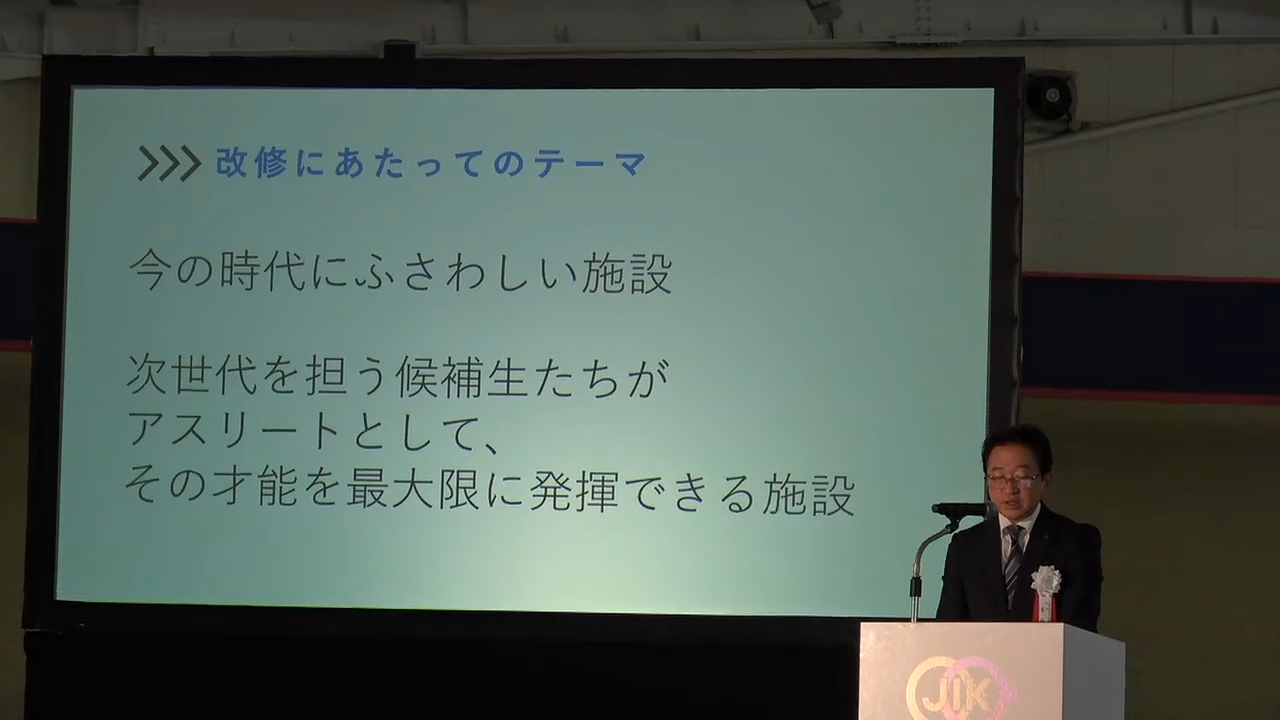 >>> 改修にあたってのテーマ
今の時代にふさわしい施設
次世代を担う候補生たちが
アスリートとして、
その才能を最大限に発揮できる施設
JIK